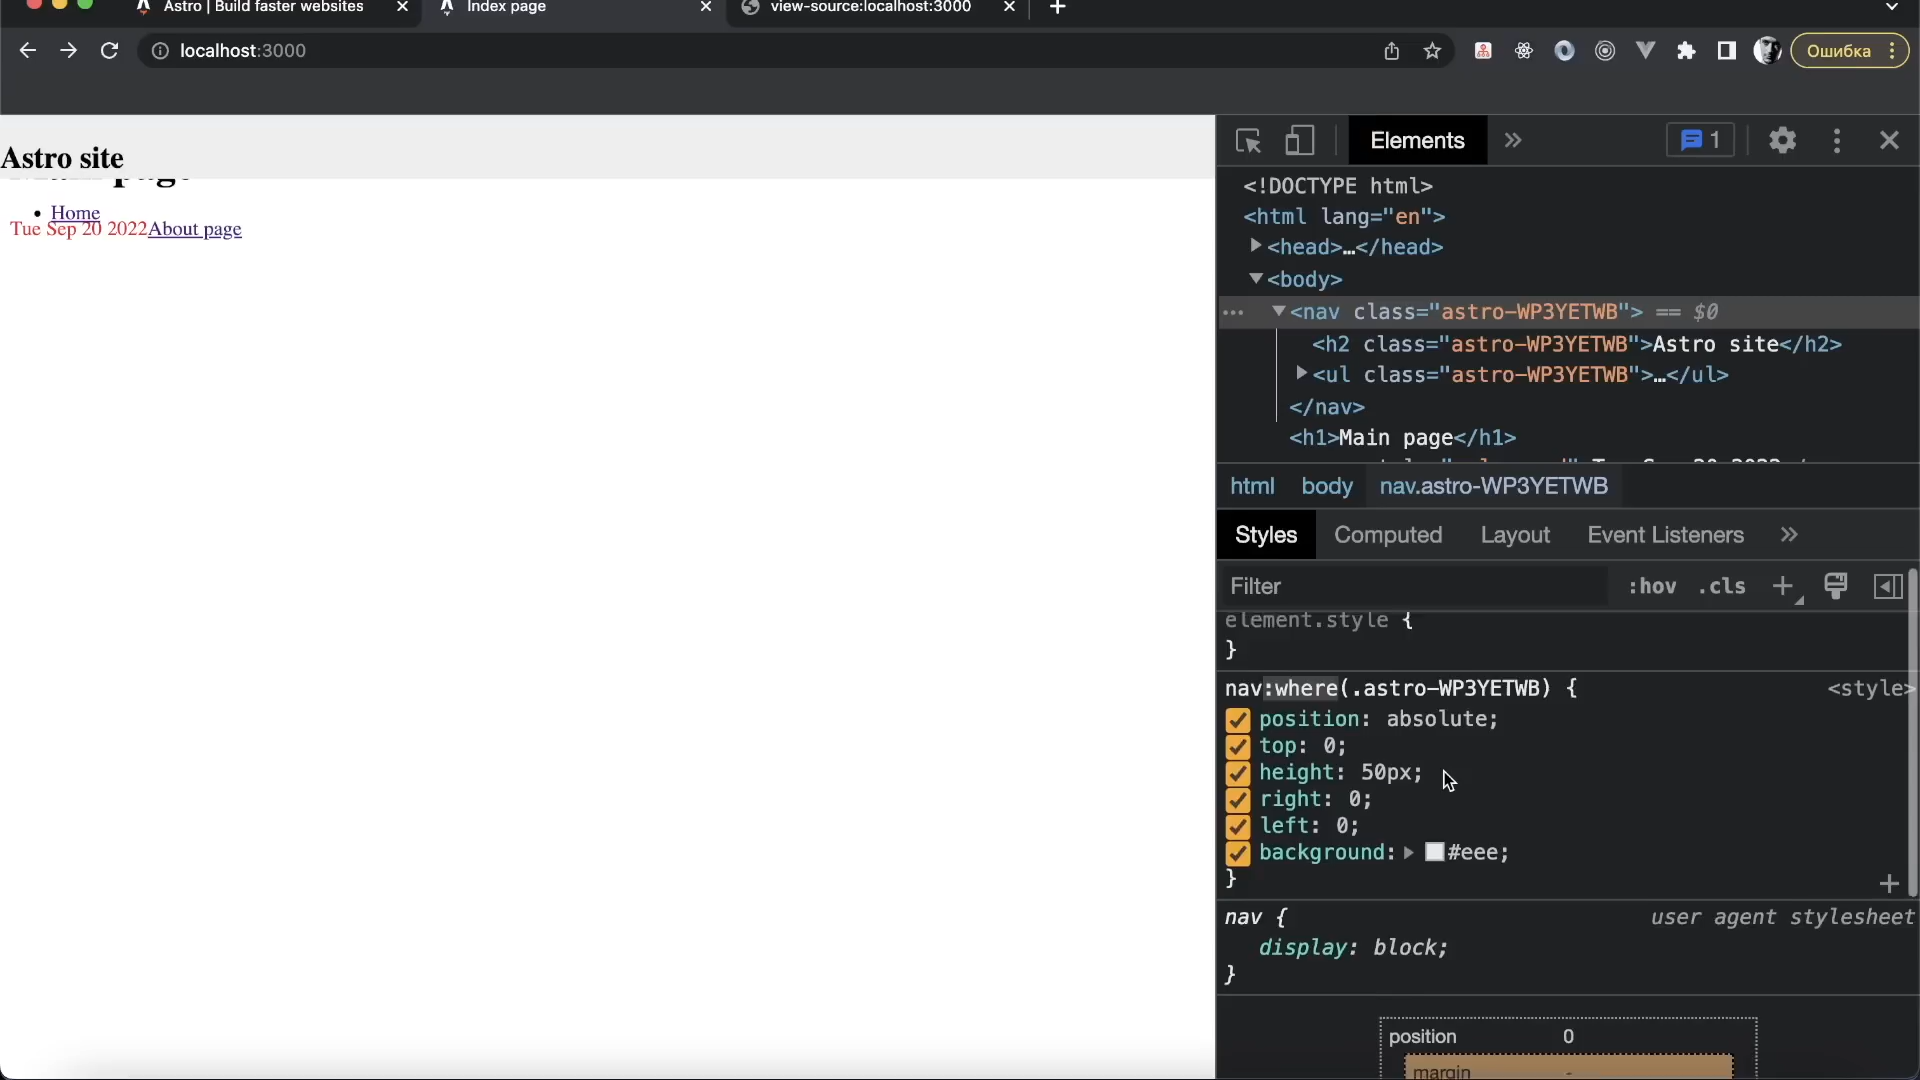 Astro | Build faster websites
Index page
view-source:localhost:3000
localhost:3000
Ошибка
Astro site
Main page
Home
Tue Sep 20 2022About page
Elements
1
<!DOCTYPE html>
<html lang="en">
<head>…</head>
<body>
<nav class="astro-WP3YETWB"> == $0
<h2 class="astro-WP3YETWB">Astro site</h2>
<ul class="astro-WP3YETWB">…</ul>
</nav>
<h1>Main page</h1>
html body nav.astro-WP3YETWB
Styles Computed Layout Event Listeners
Filter :hov .cls
element.style {
}
nav:where(.astro-WP3YETWB) { <style>
position: absolute;
top: 0;
height: 50px;
right: 0;
left: 0;
background: #eee;
}
nav { user agent stylesheet
display: block;
}
position 0
margin -